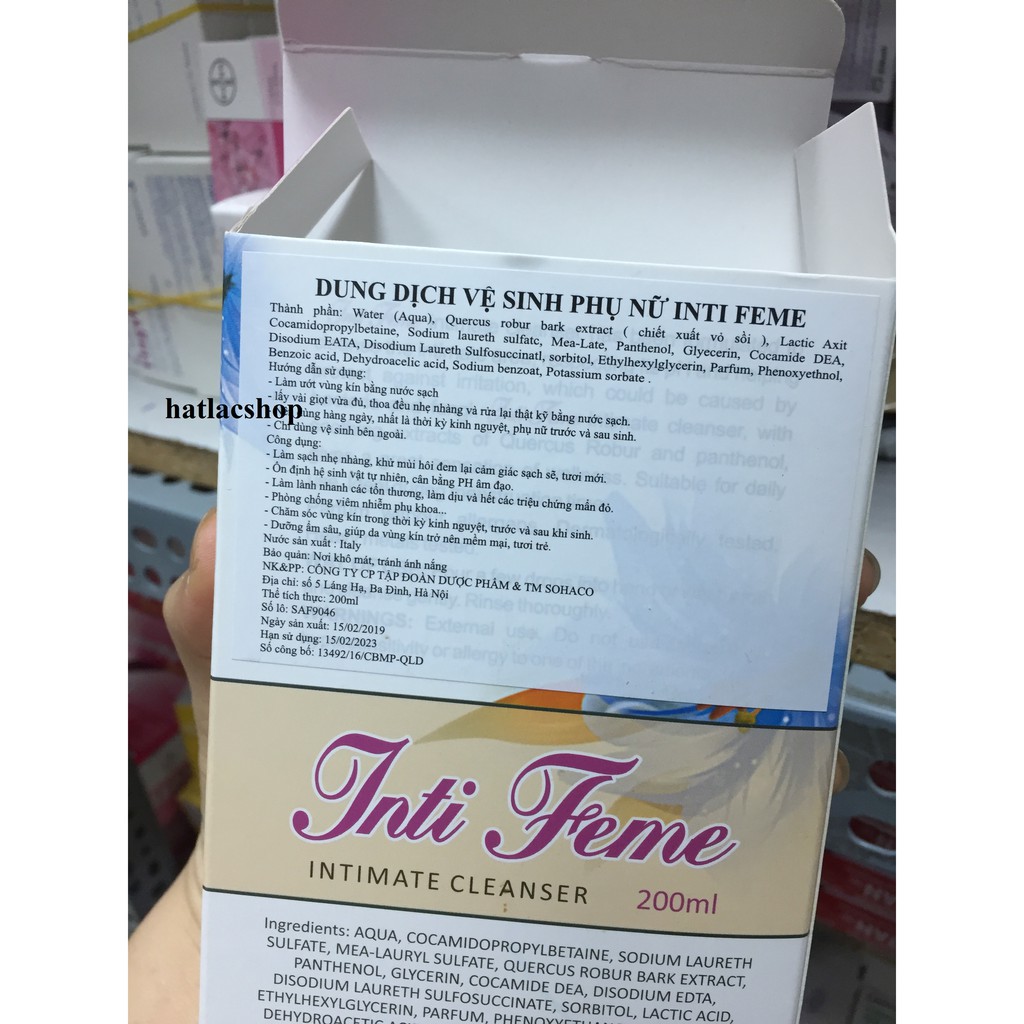 DUNG DỊCH VỆ SINH PHỤ NỮ INTI FEME
Thành phần: Water (Aqua), Quercus robur bark extract ( chiết xuất vỏ sồi ), Lactic Axit
Cocamidopropylbetaine, Sodium laureth sulfatc, Mea-Late, Panthenol, Glyecerin, Cocamide DEA,
Disodium EATA, Disodium Laureth Sulfosuccinatl, sorbitol, Ethylhexylglycerin, Parfum, Phenoxyethnol,
Benzoic acid, Dehydroacelic acid, Sodium benzoat, Potassium sorbate .
Hướng dẫn sử dụng:
- Làm ướt vùng kín bằng nước sạch
- lấy vài giọt vừa đủ, thoa đều nhẹ nhàng và rửa lại thật kỹ bằng nước sạch.
hatlacshop
dùng hàng ngày, nhất là thời kỳ kinh nguyệt, phụ nữ trước và sau sinh.
- Chỉ dùng vệ sinh bên ngoài.
Công dụng:
- Làm sạch nhẹ nhàng, khử mùi hôi đem lại cảm giác sạch sẽ, tươi mới.
- Ổn định hệ sinh vật tự nhiên, cân bằng PH âm đạo.
- Làm lành nhanh các tổn thương, làm dịu và hết các triệu chứng mẩn đỏ.
- Phòng chống viêm nhiễm phụ khoa...
- Chăm sóc vùng kín trong thời kỳ kinh nguyệt, trước và sau khi sinh.
- Dưỡng ẩm sâu, giúp da vùng kín trở nên mềm mại, tươi trẻ.
Nước sản xuất : Italy
Bảo quản: Nơi khô mát, tránh ánh nắng
NK&PP: CÔNG TY CP TẬP ĐOÀN DƯỢC PHẨM & TM SOHACO
Địa chỉ: số 5 Láng Hạ, Ba Đình, Hà Nội
Thể tích thực: 200ml
Số lô: SAF9046
Ngày sản xuất: 15/02/2019
Hạn sử dụng: 15/02/2023
Số công bố: 13492/16/CBMP-QLD
Inti Feme
INTIMATE CLEANSER 200ml
Ingredients: AQUA, COCAMIDOPROPYLBETAINE, SODIUM LAURETH
SULFATE, MEA-LAURYL SULFATE, QUERCUS ROBUR BARK EXTRACT,
PANTHENOL, GLYCERIN, COCAMIDE DEA, DISODIUM EDTA,
DISODIUM LAURETH SULFOSUCCINATE, SORBITOL, LACTIC ACID,
ETHYLHEXYLGLYCERIN, PARFUM,